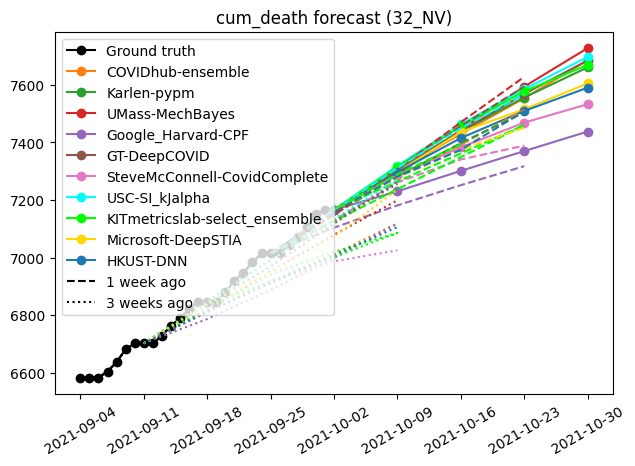 cum_death forecast (32_NV)
7600
7400
7200
7000
6800
6600
Ground truth
COVIDhub-ensemble
Karlen-pypm
UMass-MechBayes
Google_Harvard-CPF
GT-DeepCOVID
SteveMcConnell-CovidComplete
USC-SI_kJalpha
KITmetricslab-select_ensemble
Microsoft-DeepSTIA
HKUST-DNN
1 week ago
3 weeks ago
2021-09-04
2021-09-11
2021-09-18
2021-09-25
2021-10-02
2021-10-09
2021-10-16
2021-10-23
2021-10-30